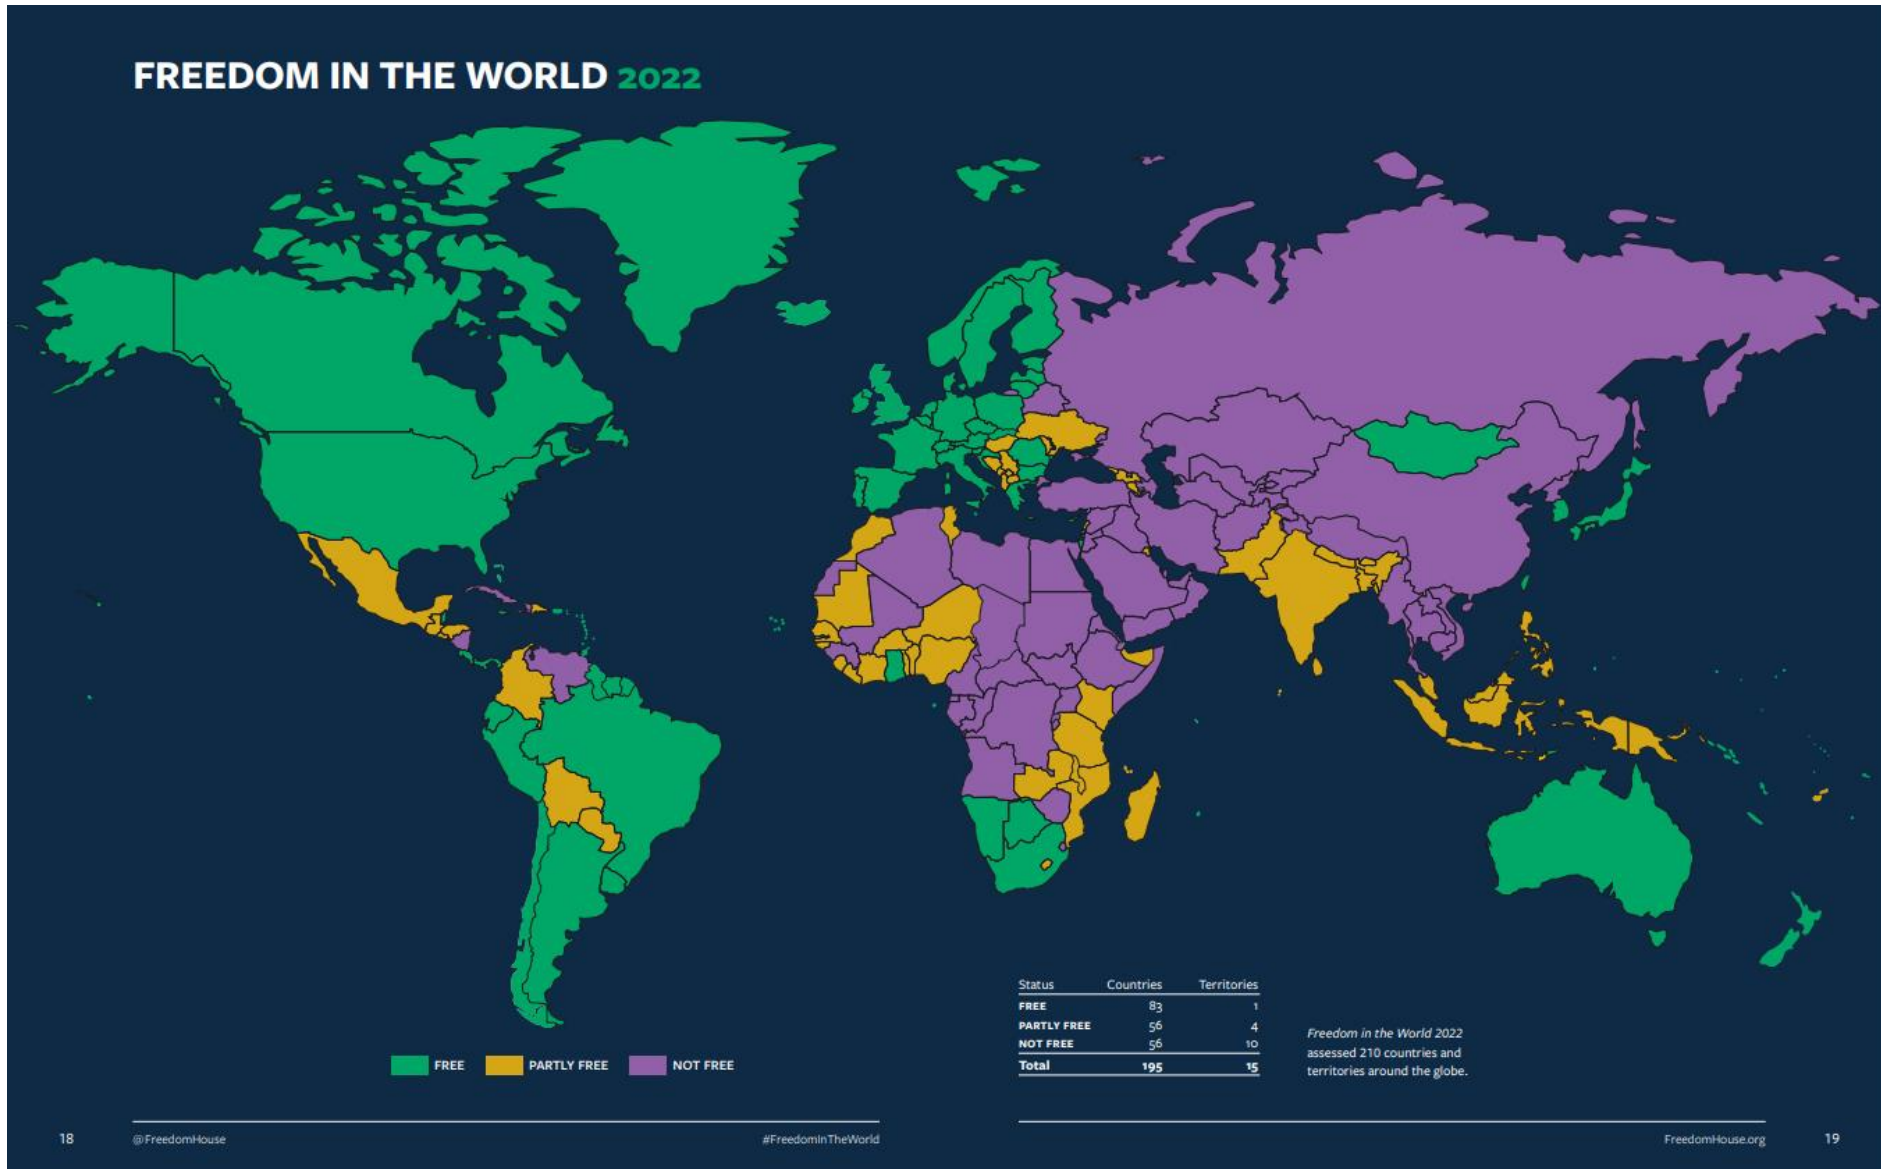 FREEDOM IN THE WORLD 2022
Status Countries Territories
FREE 83 1
PARTLY FREE 56 4
NOT FREE 56 10
Total 195 15
Freedom in the World 2022
assessed 210 countries and
territories around the globe.
FREE PARTLY FREE NOT FREE
18 @FreedomHouse #FreedomInTheWorld FreedomHouse.org 19